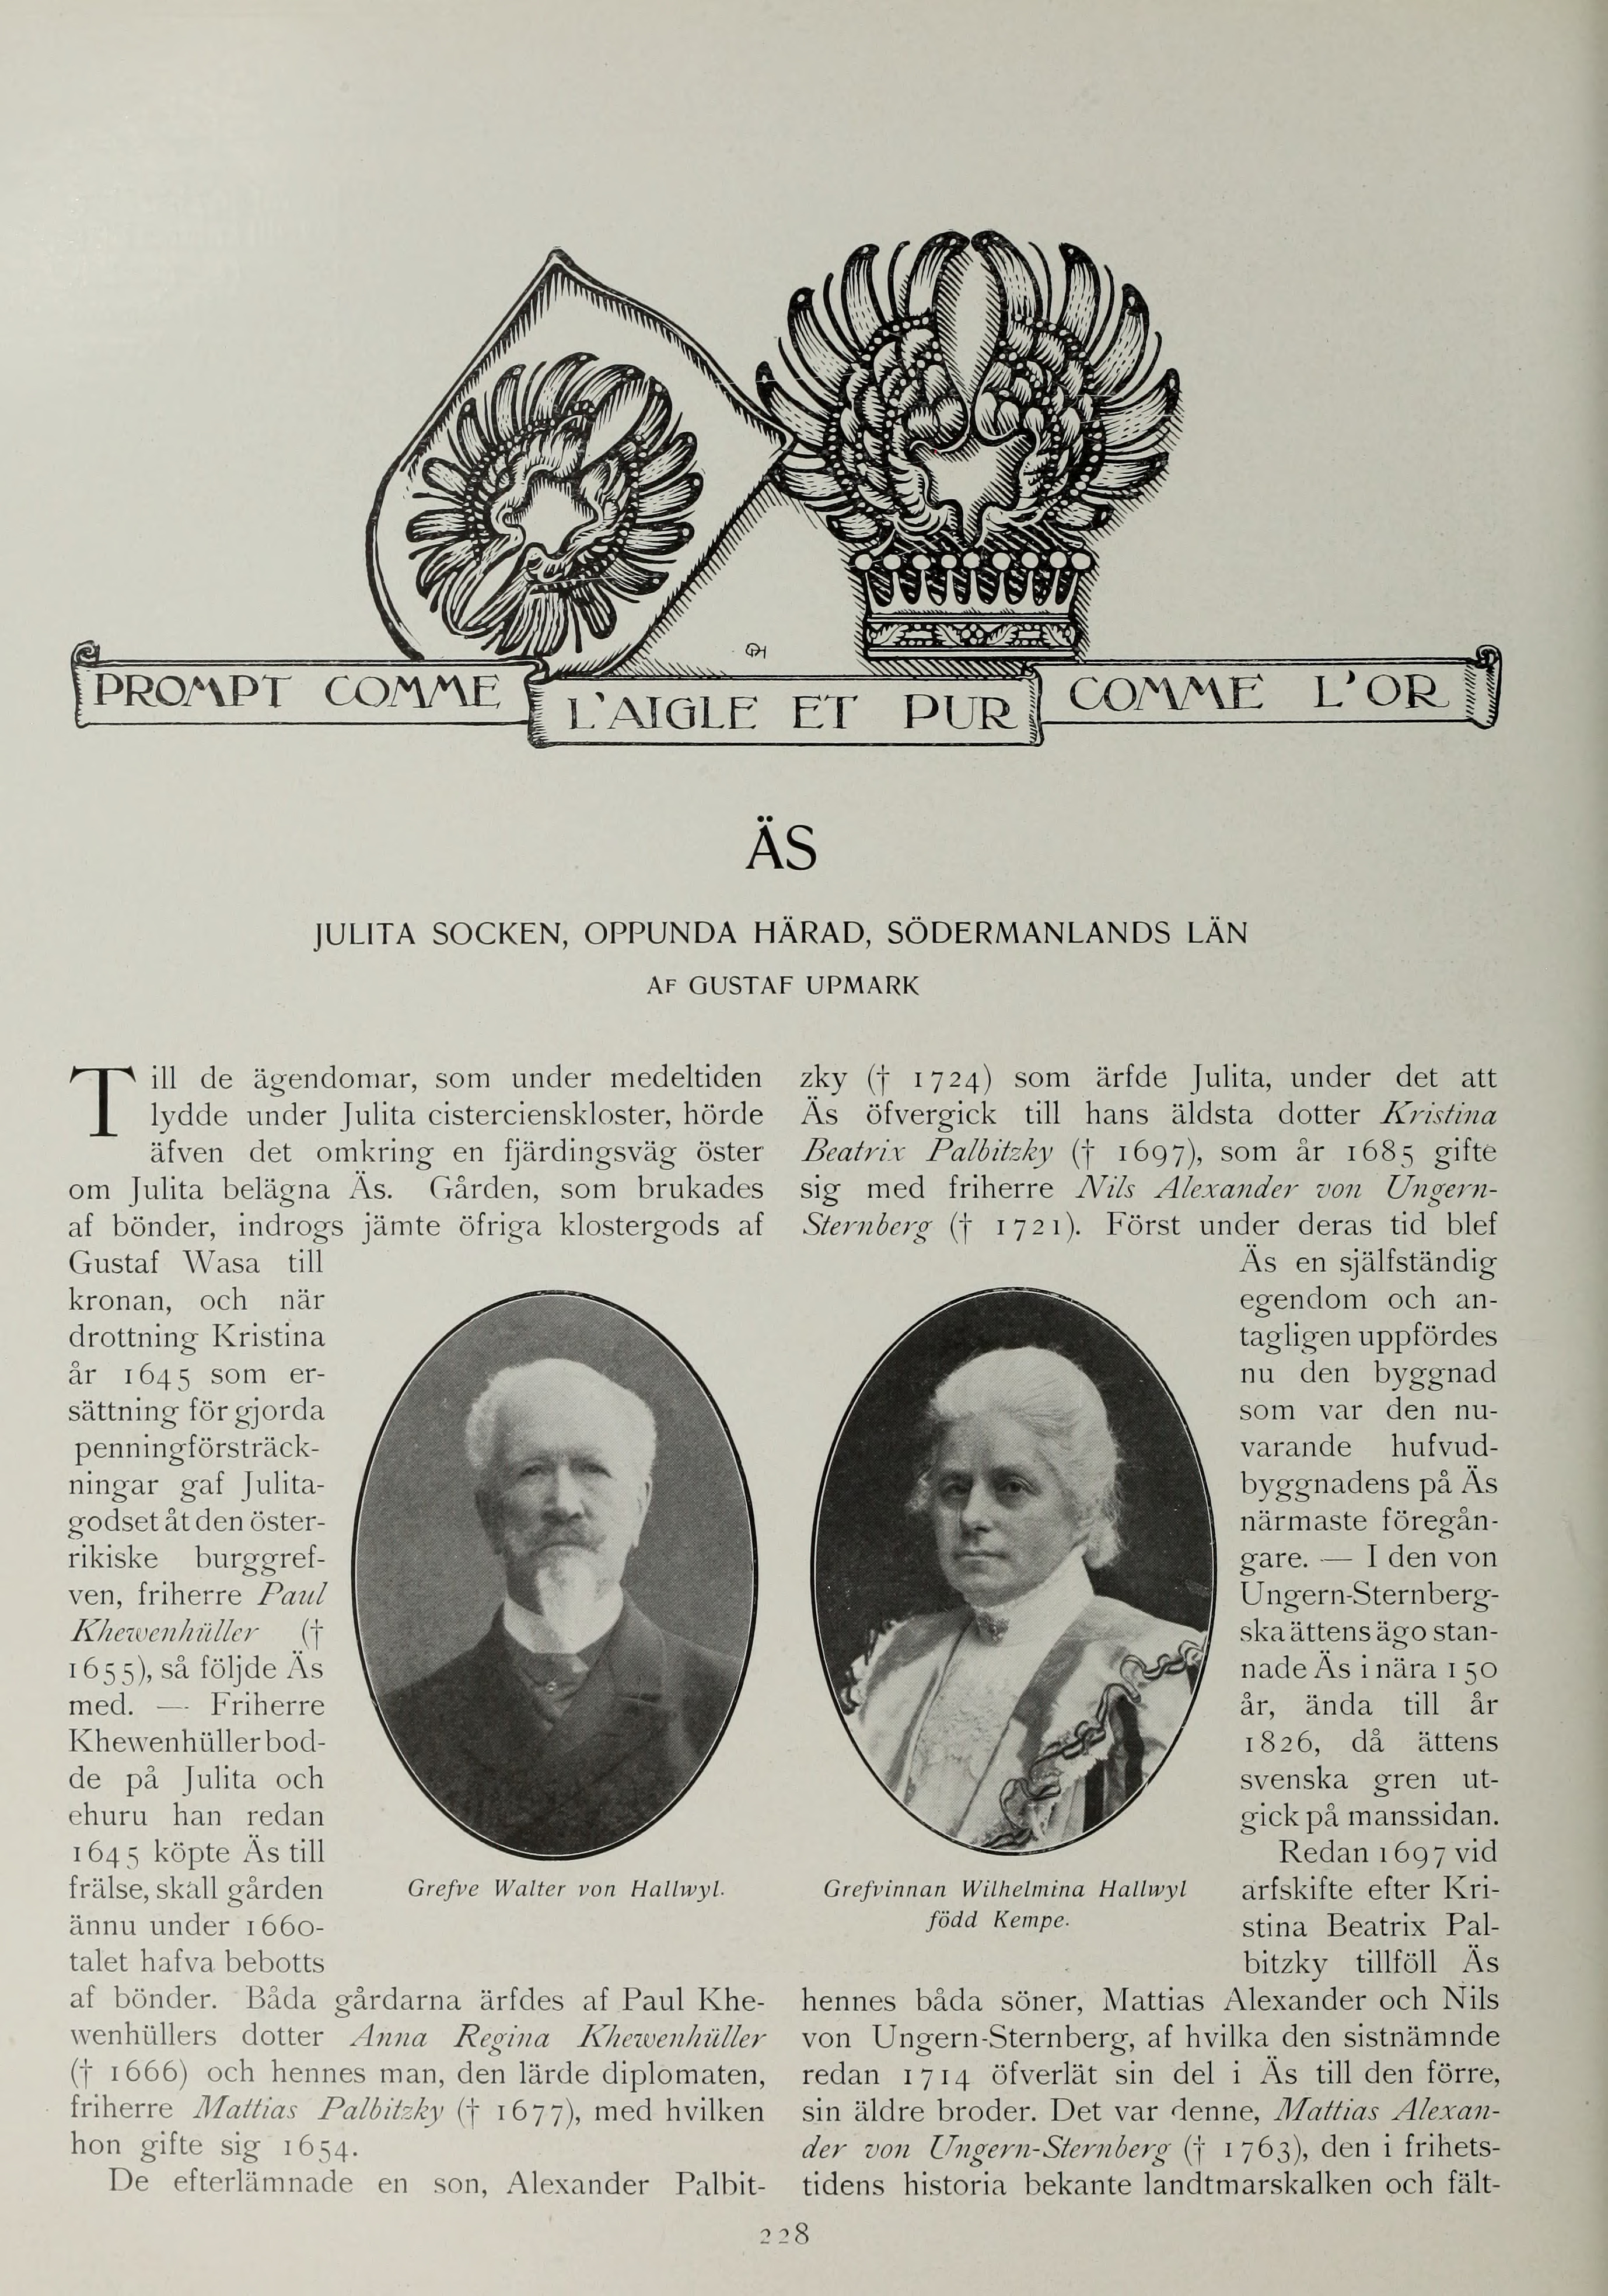 PROMPT COMME L'AIGLE ET PUR COMME L'OR
ÄS
JULITA SOCKEN, OPPUNDA HÄRAD, SÖDERMANLANDS LÄN
AF GUSTAF UPMARK
Till de ägendomar, som under medeltiden
lydde under Julita cistercienskloster, hörde
äfven det omkring en fjärdingsväg öster
om Julita belägna Äs. Gården, som brukades
af bönder, indrogs jämte öfriga klostergods af
Gustaf Wasa till
kronan, och när
drottning Kristina
år 1645 som er-
sättning för gjorda
penningförsträck-
ningar gaf Julita-
godset åt den öster-
rikiske burggref-
ven, friherre Paul
Khewenhüller (†
1655), så följde Äs
med. — Friherre
Khewenhüller bod-
de på Julita och
ehuru han redan
1645 köpte Äs till
frälse, skall gården
ännu under 1660-
talet hafva bebotts
af bönder. Båda gårdarna ärfdes af Paul Khe-
wenhüllers dotter Anna Regina Khewenhüller
(† 1666) och hennes man, den lärde diplomaten,
friherre Mattias Palbitzky († 1677), med hvilken
hon gifte sig 1654.
De efterlämnade en son, Alexander Palbit-
Grefve Walter von Hallwyl.
Grefvinnan Wilhelmina Hallwyl
född Kempe.
zky († 1724) som ärfde Julita, under det att
Äs öfvergick till hans äldsta dotter Kristina
Beatrix Palbitzky († 1697), som år 1685 gifte
sig med friherre Nils Alexander von Ungern-
Sternberg († 1721). Först under deras tid blef
Äs en själfständig
egendom och an-
tagligen uppfördes
nu den byggnad
som var den nu-
varande hufvud-
byggnadens på Äs
närmaste föregån-
gare. — I den von
Ungern-Sternberg-
ska ättens ägo stan-
nade Äs i nära 150
år, ända till år
1826, då ättens
svenska gren ut-
gick på manssidan.
Redan 1697 vid
arfskifte efter Kri-
stina Beatrix Pal-
bitzky tillföll Äs
hennes båda söner, Mattias Alexander och Nils
von Ungern-Sternberg, af hvilka den sistnämnde
redan 1714 öfverlät sin del i Äs till den förre,
sin äldre broder. Det var denne, Mattias Alexan-
der von Ungern-Sternberg († 1763), den i frihets-
tidens historia bekante landtmarskalken och fält-
228